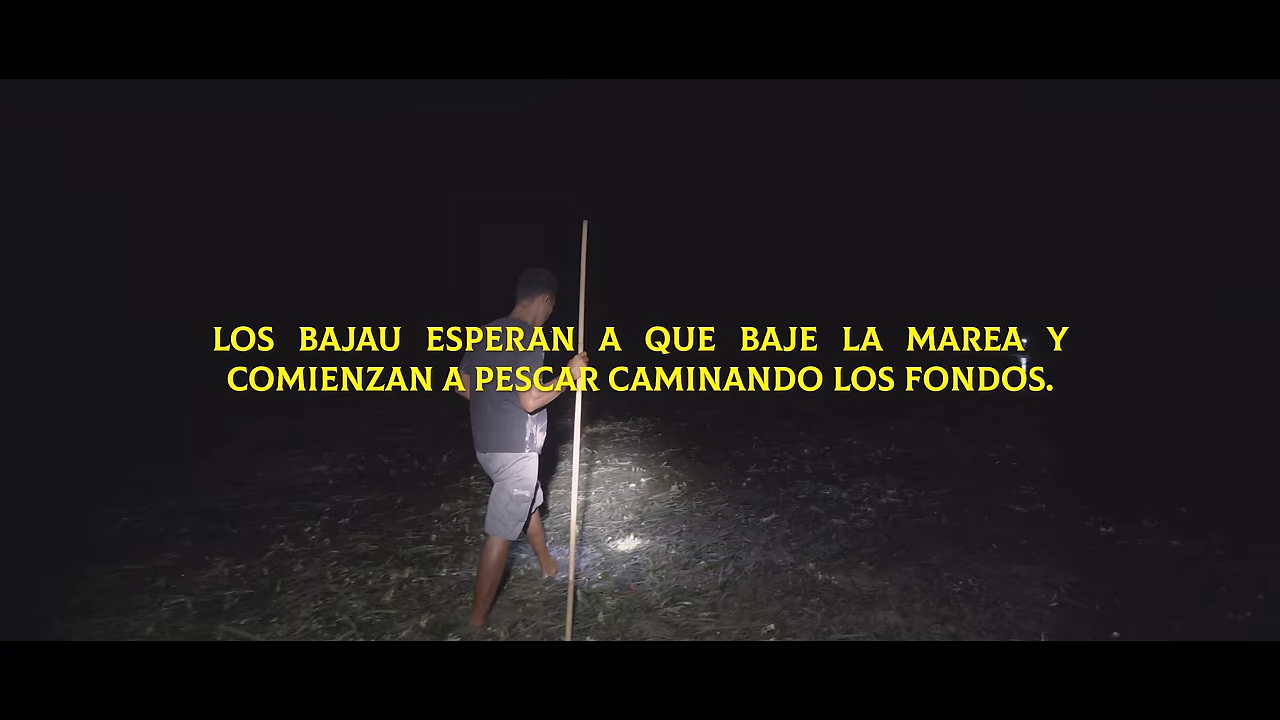 LOS BAJAU ESPERAN A QUE BAJE LA MAREA Y
COMIENZAN A PESCAR CAMINANDO LOS FONDOS.